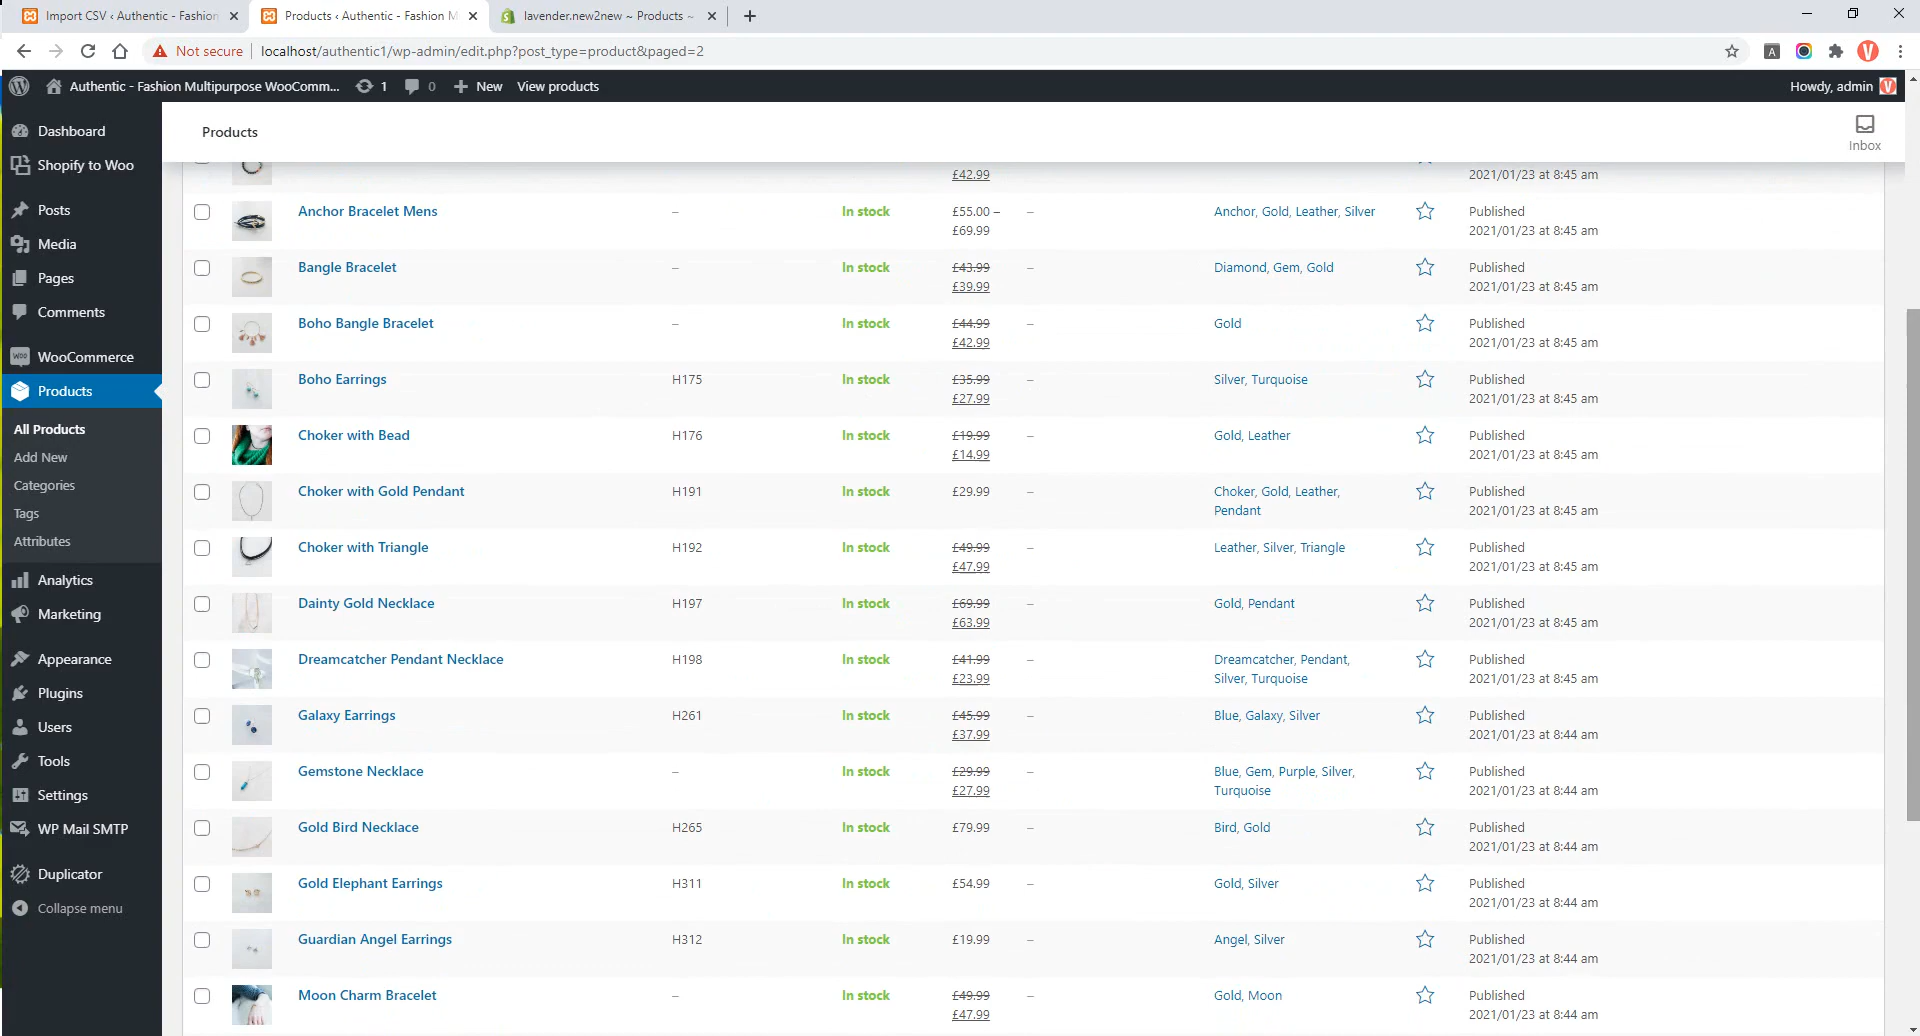 Import CSV ‹ Authentic - Fashion
Products ‹ Authentic - Fashion M
lavender.new2new ~ Products ~
Not secure
localhost/authentic1/wp-admin/edit.php?post_type=product&paged=2
Authentic - Fashion Multipurpose WooComm...
1
0
New
View products
Howdy, admin
Dashboard
Shopify to Woo
Posts
Media
Pages
Comments
WooCommerce
Products
All Products
Add New
Categories
Tags
Attributes
Analytics
Marketing
Appearance
Plugins
Users
Tools
Settings
WP Mail SMTP
Duplicator
Collapse menu
Products
Inbox
£42.99
2021/01/23 at 8:45 am
Anchor Bracelet Mens – In stock £55.00 – – Anchor, Gold, Leather, Silver Published
£69.99 2021/01/23 at 8:45 am
Bangle Bracelet – In stock £43.99 – Diamond, Gem, Gold Published
£39.99 2021/01/23 at 8:45 am
Boho Bangle Bracelet – In stock £44.99 – Gold Published
£42.99 2021/01/23 at 8:45 am
Boho Earrings H175 In stock £35.99 – Silver, Turquoise Published
£27.99 2021/01/23 at 8:45 am
Choker with Bead H176 In stock £19.99 – Gold, Leather Published
£14.99 2021/01/23 at 8:45 am
Choker with Gold Pendant H191 In stock £29.99 – Choker, Gold, Leather, Published
Pendant 2021/01/23 at 8:45 am
Choker with Triangle H192 In stock £49.99 – Leather, Silver, Triangle Published
£47.99 2021/01/23 at 8:45 am
Dainty Gold Necklace H197 In stock £69.99 – Gold, Pendant Published
£63.99 2021/01/23 at 8:45 am
Dreamcatcher Pendant Necklace H198 In stock £41.99 – Dreamcatcher, Pendant, Published
£23.99 Silver, Turquoise 2021/01/23 at 8:45 am
Galaxy Earrings H261 In stock £45.99 – Blue, Galaxy, Silver Published
£37.99 2021/01/23 at 8:44 am
Gemstone Necklace – In stock £29.99 – Blue, Gem, Purple, Silver, Published
£27.99 Turquoise 2021/01/23 at 8:44 am
Gold Bird Necklace H265 In stock £79.99 – Bird, Gold Published
2021/01/23 at 8:44 am
Gold Elephant Earrings H311 In stock £54.99 – Gold, Silver Published
2021/01/23 at 8:44 am
Guardian Angel Earrings H312 In stock £19.99 – Angel, Silver Published
2021/01/23 at 8:44 am
Moon Charm Bracelet – In stock £49.99 – Gold, Moon Published
£47.99 2021/01/23 at 8:44 am